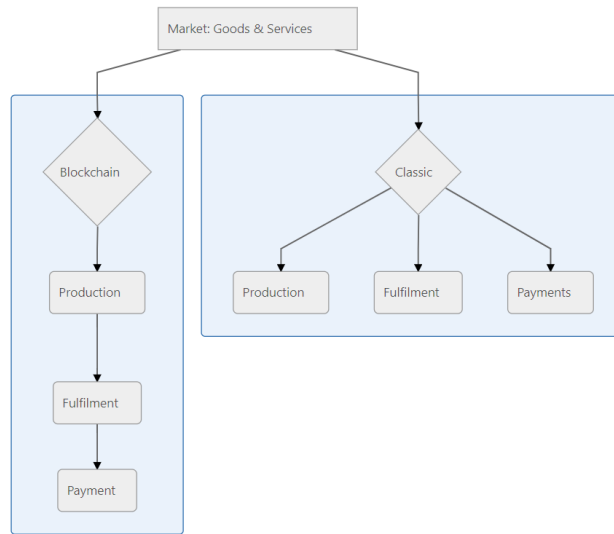 Market: Goods & Services
Blockchain
Classic
Production
Production
Fulfilment
Payments
Fulfilment
Payment